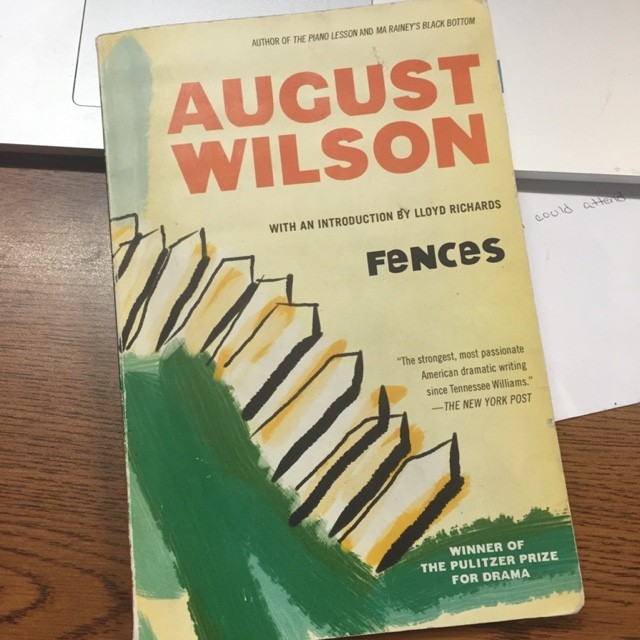 AUTHOR OF THE PIANO LESSON AND MA RAINEY'S BLACK BOTTOM
AUGUST
WILSON
WITH AN INTRODUCTION BY LLOYD RICHARDS
FeNCeS
"The strongest, most passionate
American dramatic writing
since Tennessee Williams."
—THE NEW YORK POST
WINNER OF
THE PULITZER PRIZE
FOR DRAMA
could attend